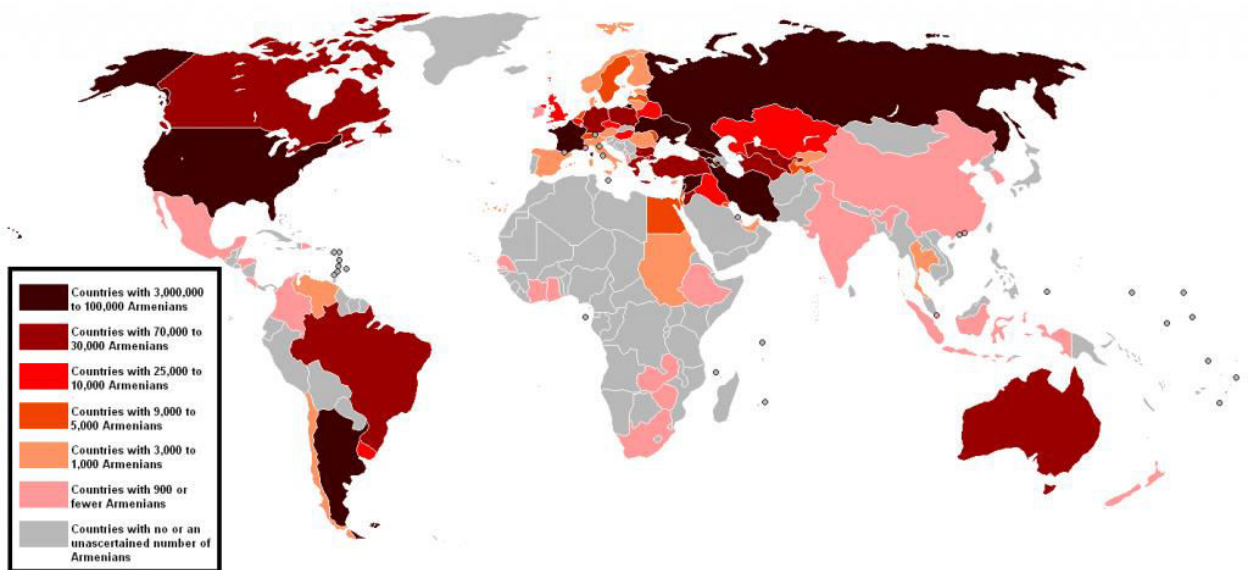 Countries with 3,000,000
to 100,000 Armenians
Countries with 70,000 to
30,000 Armenians
Countries with 25,000 to
10,000 Armenians
Countries with 9,000 to
5,000 Armenians
Countries with 3,000 to
1,000 Armenians
Countries with 900 or
fewer Armenians
Countries with no or an
unascertained number of
Armenians